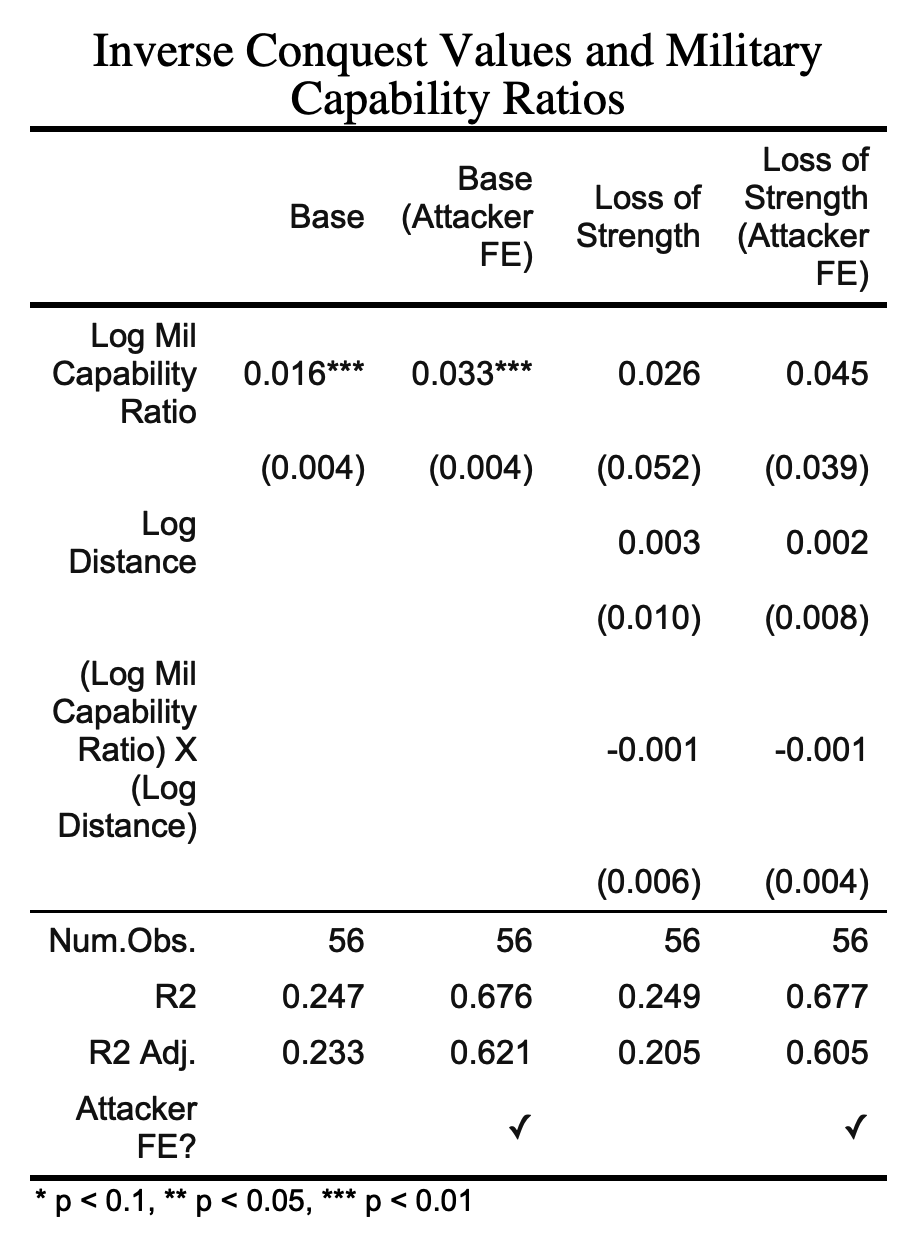 Inverse Conquest Values and Military
Capability Ratios
Base
Base
(Attacker
FE)
Loss of
Strength
Loss of
Strength
(Attacker
FE)
Log Mil
Capability
Ratio
0.016*** 0.033*** 0.026 0.045
(0.004) (0.004) (0.052) (0.039)
Log
Distance
0.003 0.002
(0.010) (0.008)
(Log Mil
Capability
Ratio) X
(Log
Distance)
-0.001 -0.001
(0.006) (0.004)
Num.Obs. 56 56 56 56
R2 0.247 0.676 0.249 0.677
R2 Adj. 0.233 0.621 0.205 0.605
Attacker
FE?
✓ ✓
* p < 0.1, ** p < 0.05, *** p < 0.01